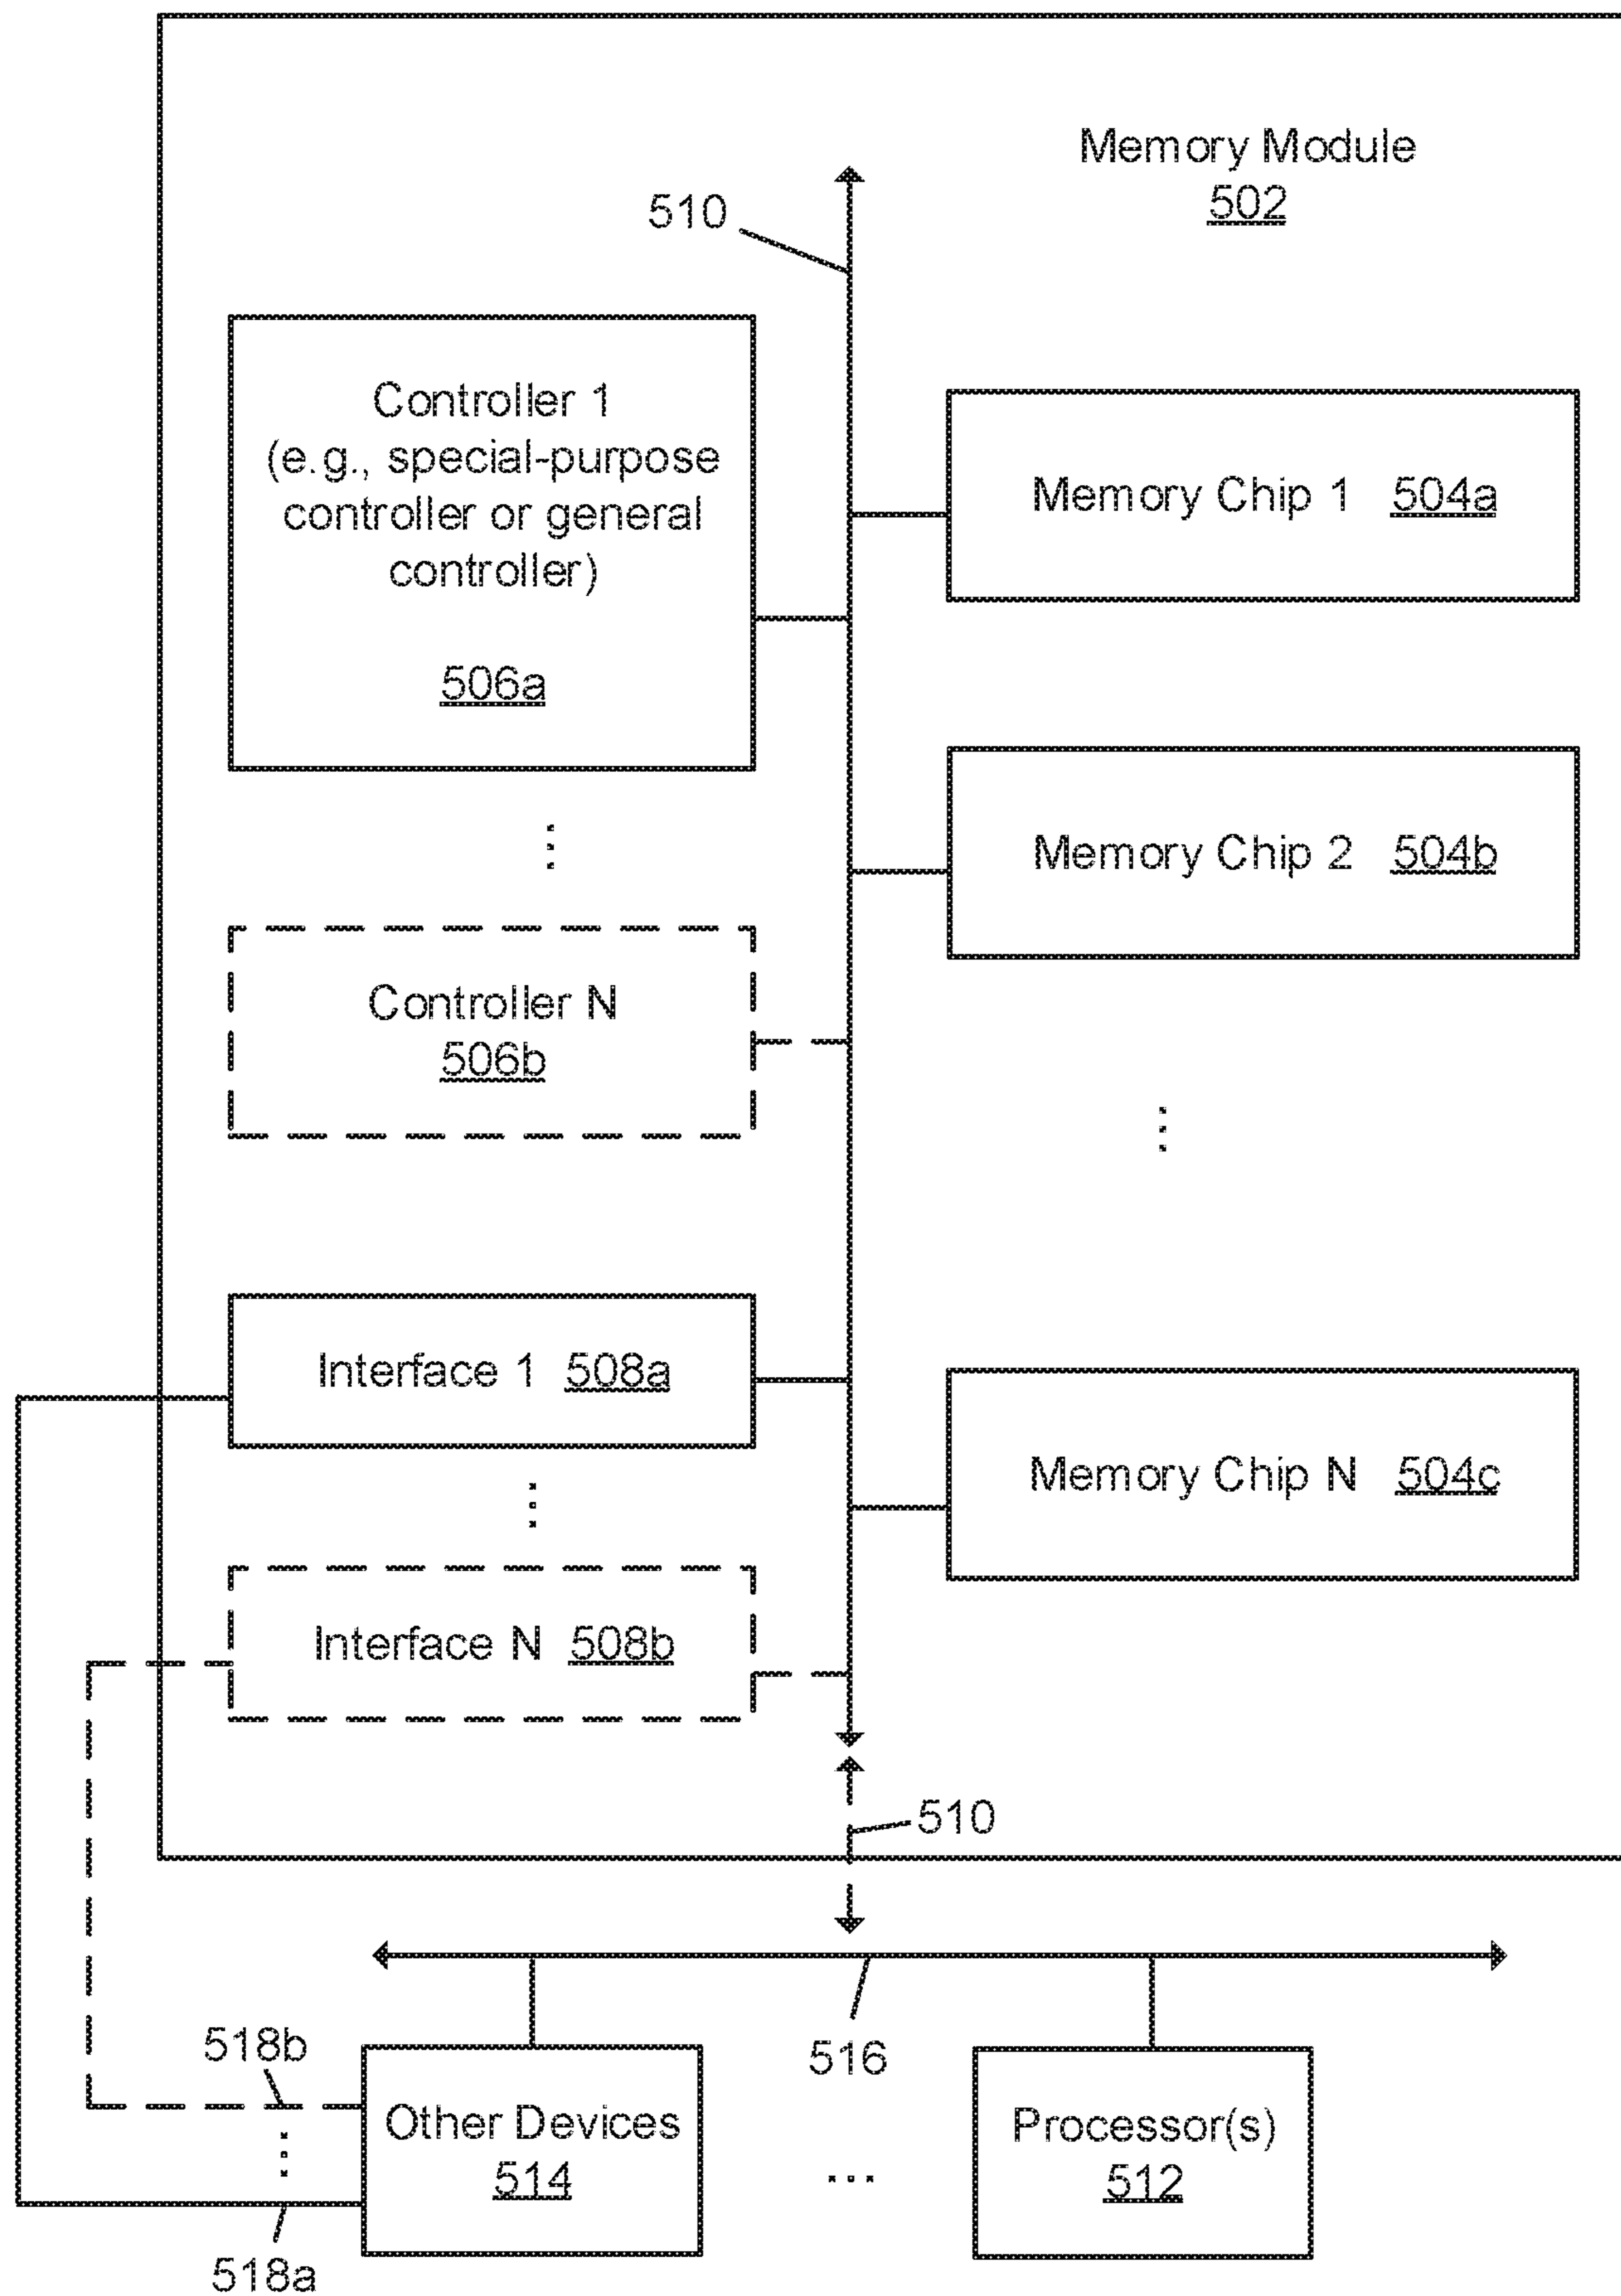 Memory Module
502
510
Controller 1
(e.g., special-purpose
controller or general
controller)
506a
Memory Chip 1 504a
Memory Chip 2 504b
Controller N
506b
Interface 1 508a
Memory Chip N 504c
Interface N 508b
510
516
518b
Other Devices
514
Processor(s)
512
518a